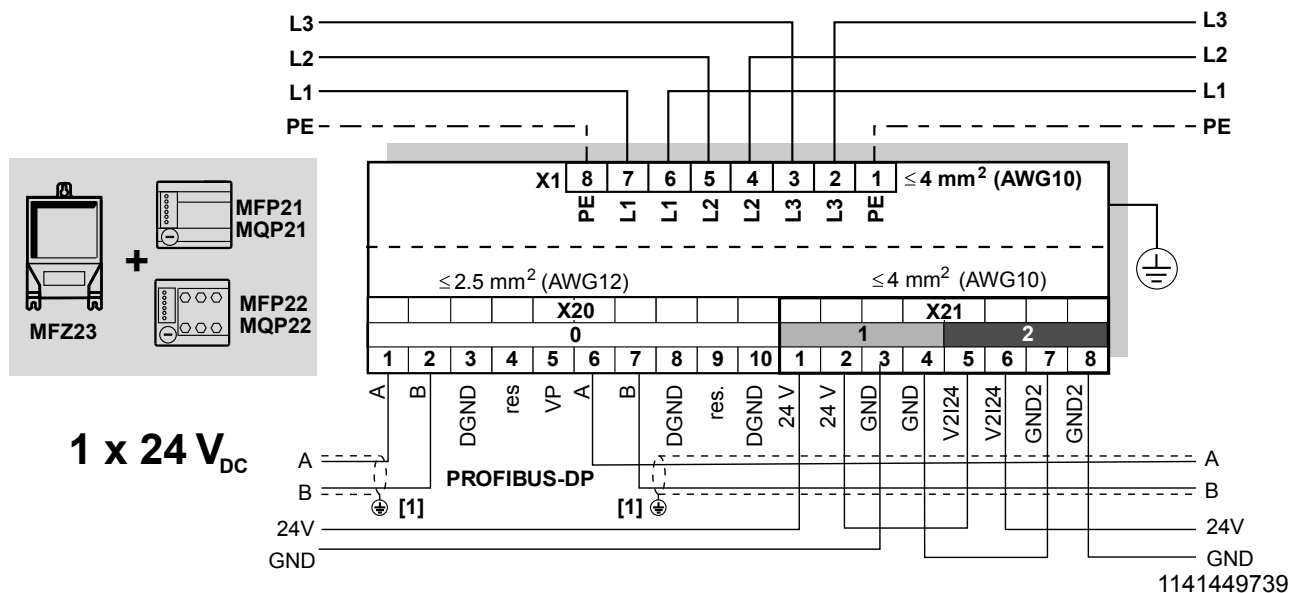 L3 L3
L2 L2
L1 L1
PE PE
X1 8 7 6 5 4 3 2 1 ≤ 4 mm² (AWG10)
PE L1 L1 L2 L2 L3 L3 PE
MFP21
MQP21
+
MFP22
MQP22
MFZ23
≤ 2.5 mm² (AWG12) ≤ 4 mm² (AWG10)
X20 X21
0 1 2
1 2 3 4 5 6 7 8 9 10 1 2 3 4 5 6 7 8
A B DGND res VP A B DGND res. DGND 24 V 24 V GND GND V2I24 V2I24 GND2 GND2
1 x 24 V DC
A PROFIBUS-DP A
B [1] [1] B
24V 24V
GND GND
1141449739